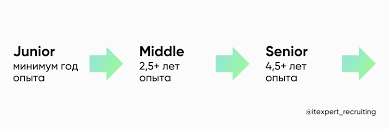 Junior
минимум год
опыта
Middle
2,5+ лет
опыта
Senior
4,5+ лет
опыта
@itexpert_recruiting